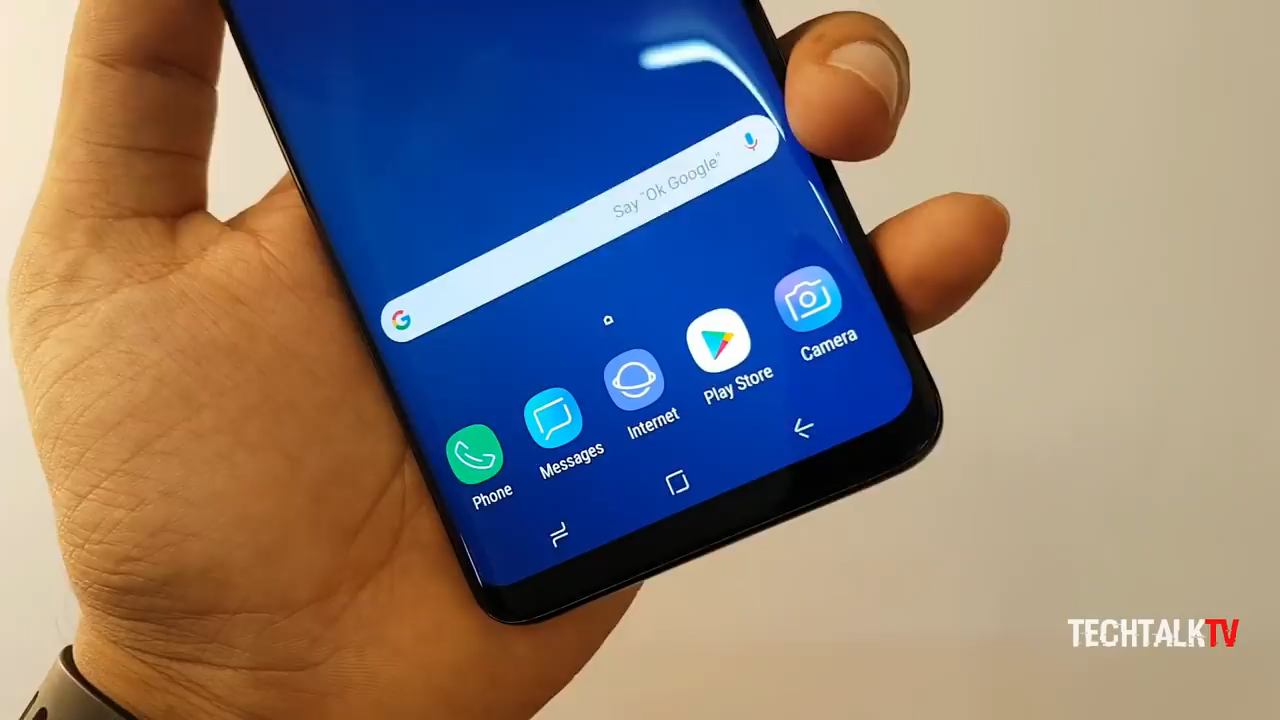 Say "Ok Google"
Phone
Messages
Internet
Play Store
Camera
TECHTALKTV